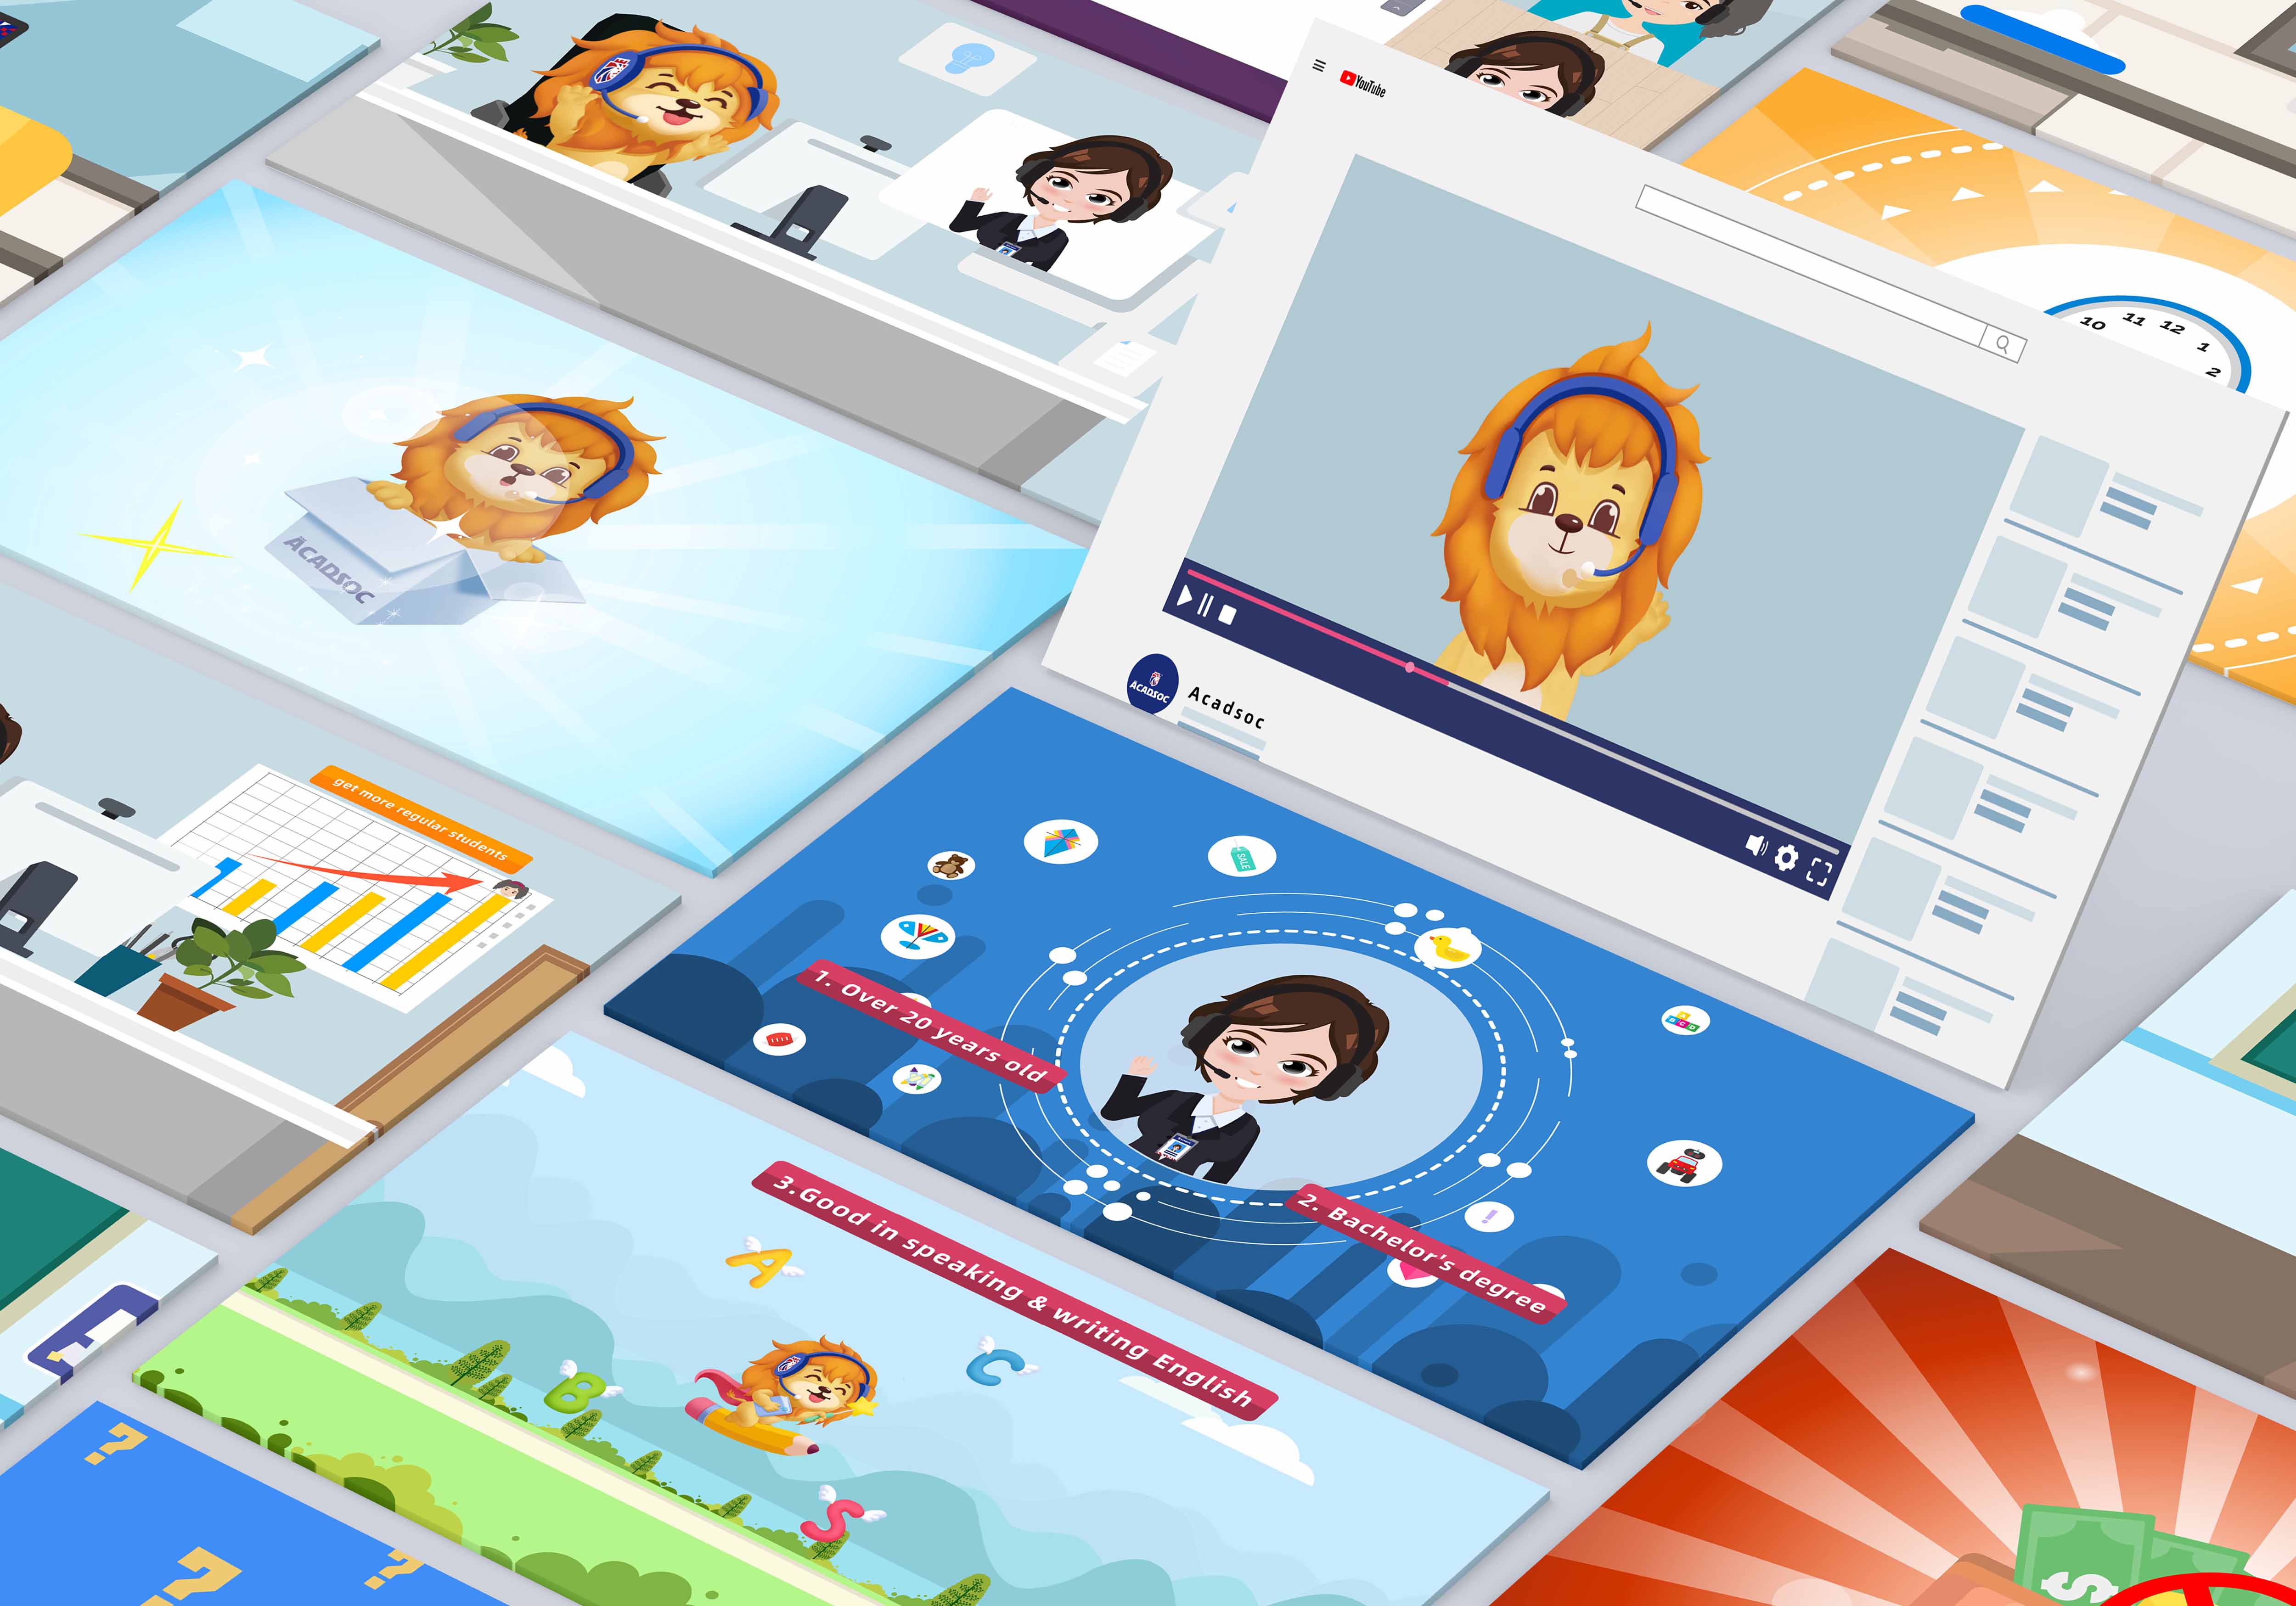 YouTube
10
11
12
1
2
ACADSOC
ACADSOC
Acadsoc
get more regular students
SALE
1. Over 20 years old
2. Bachelor's degree
3.Good in speaking & writing English
A
B
C
S
?
?
?
!
$